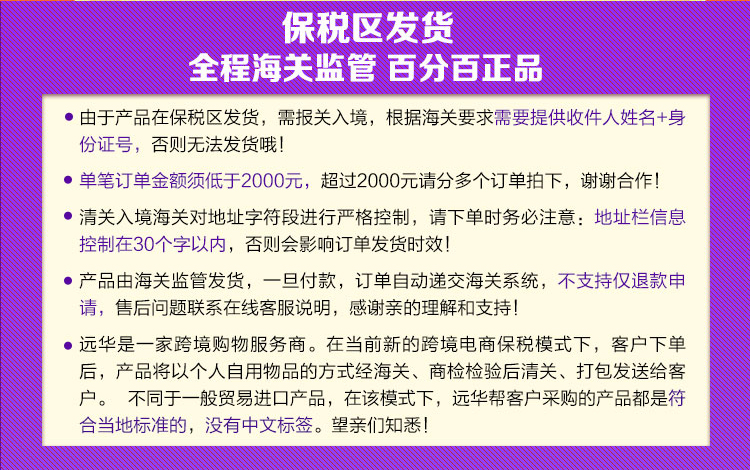 保税区发货
全程海关监管 百分百正品
• 由于产品在保税区发货，需报关入境，根据海关要求需要提供收件人姓名+身
份证号，否则无法发货哦！
• 单笔订单金额须低于2000元，超过2000元请分多个订单拍下，谢谢合作！
• 清关入境海关对地址字符段进行严格控制，请下单时务必注意：地址栏信息
控制在30个字以内，否则会影响订单发货时效！
• 产品由海关监管发货，一旦付款，订单自动递交海关系统，不支持仅退款申
请，售后问题联系在线客服说明，感谢亲的理解和支持！
• 远华是一家跨境购物服务商。在当前新的跨境电商保税模式下，客户下单
后，产品将以个人自用物品的方式经海关、商检检验后清关、打包发送给客
户。 不同于一般贸易进口产品，在该模式下，远华帮客户采购的产品都是符
合当地标准的，没有中文标签。望亲们知悉！